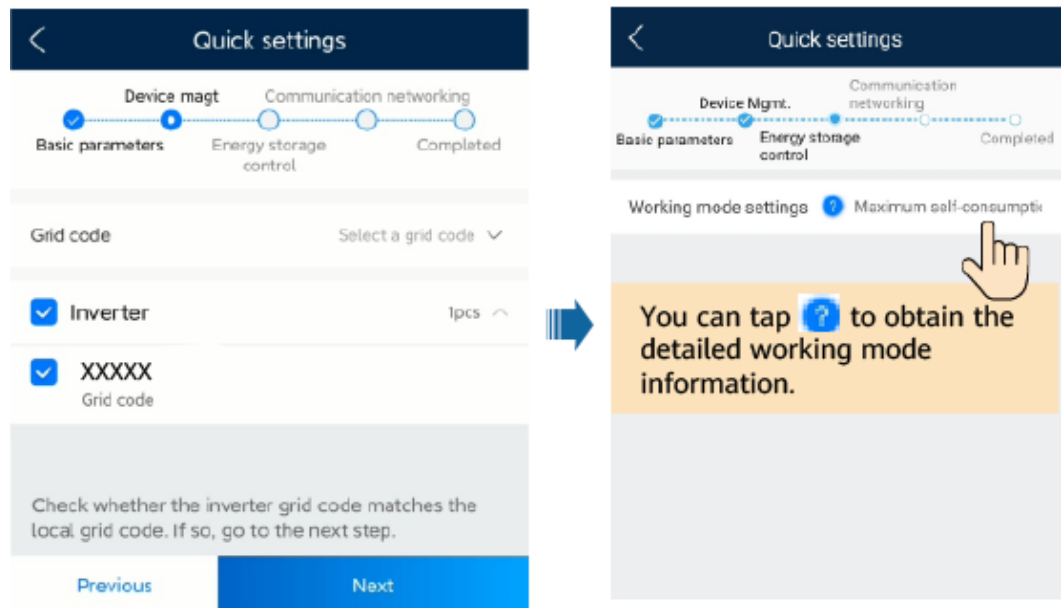 Quick settings
Device magt
Communication networking
Basic parameters
Energy storage
control
Completed
Grid code
Select a grid code
Inverter
1pcs
XXXXX
Grid code
Check whether the inverter grid code matches the
local grid code. If so, go to the next step.
Previous
Next
Quick settings
Communication
networking
Device Mgmt.
Basic parameters
Energy storage
control
Completed
Working mode settings ? Maximum self-consumptio
You can tap ? to obtain the
detailed working mode
information.